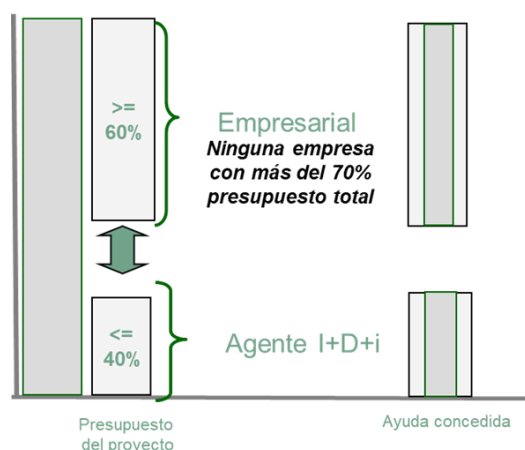 >=
60%
Empresarial
Ninguna empresa
con más del 70%
presupuesto total
<=
40%
Agente I+D+i
Presupuesto
del proyecto
Ayuda concedida